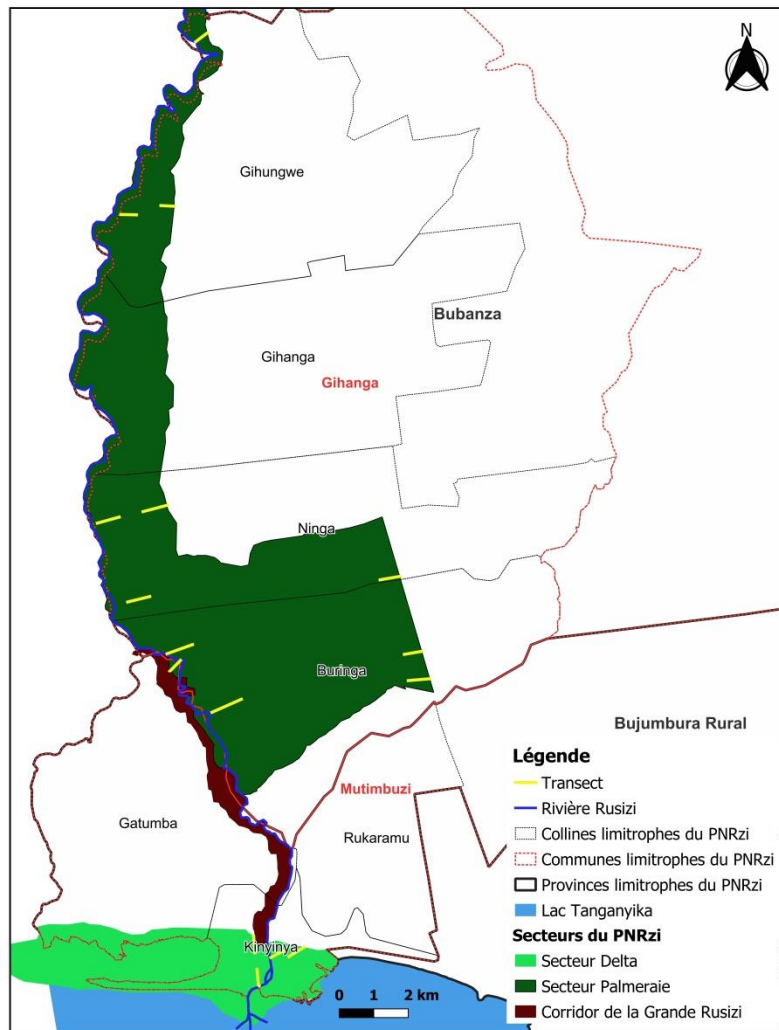 N
Gihungwe
Bubanza
Gihanga
Gihanga
Ninga
Buringa
Bujumbura Rural
Mutimbuzi
Gatumba
Rukaramu
Kinyinya
Légende
Transect
Rivière Rusizi
Collines limitrophes du PNRzi
Communes limitrophes du PNRzi
Provinces limitrophes du PNRzi
Lac Tanganyika
Secteurs du PNRzi
Secteur Delta
Secteur Palmeraie
Corridor de la Grande Rusizi
0 1 2 km